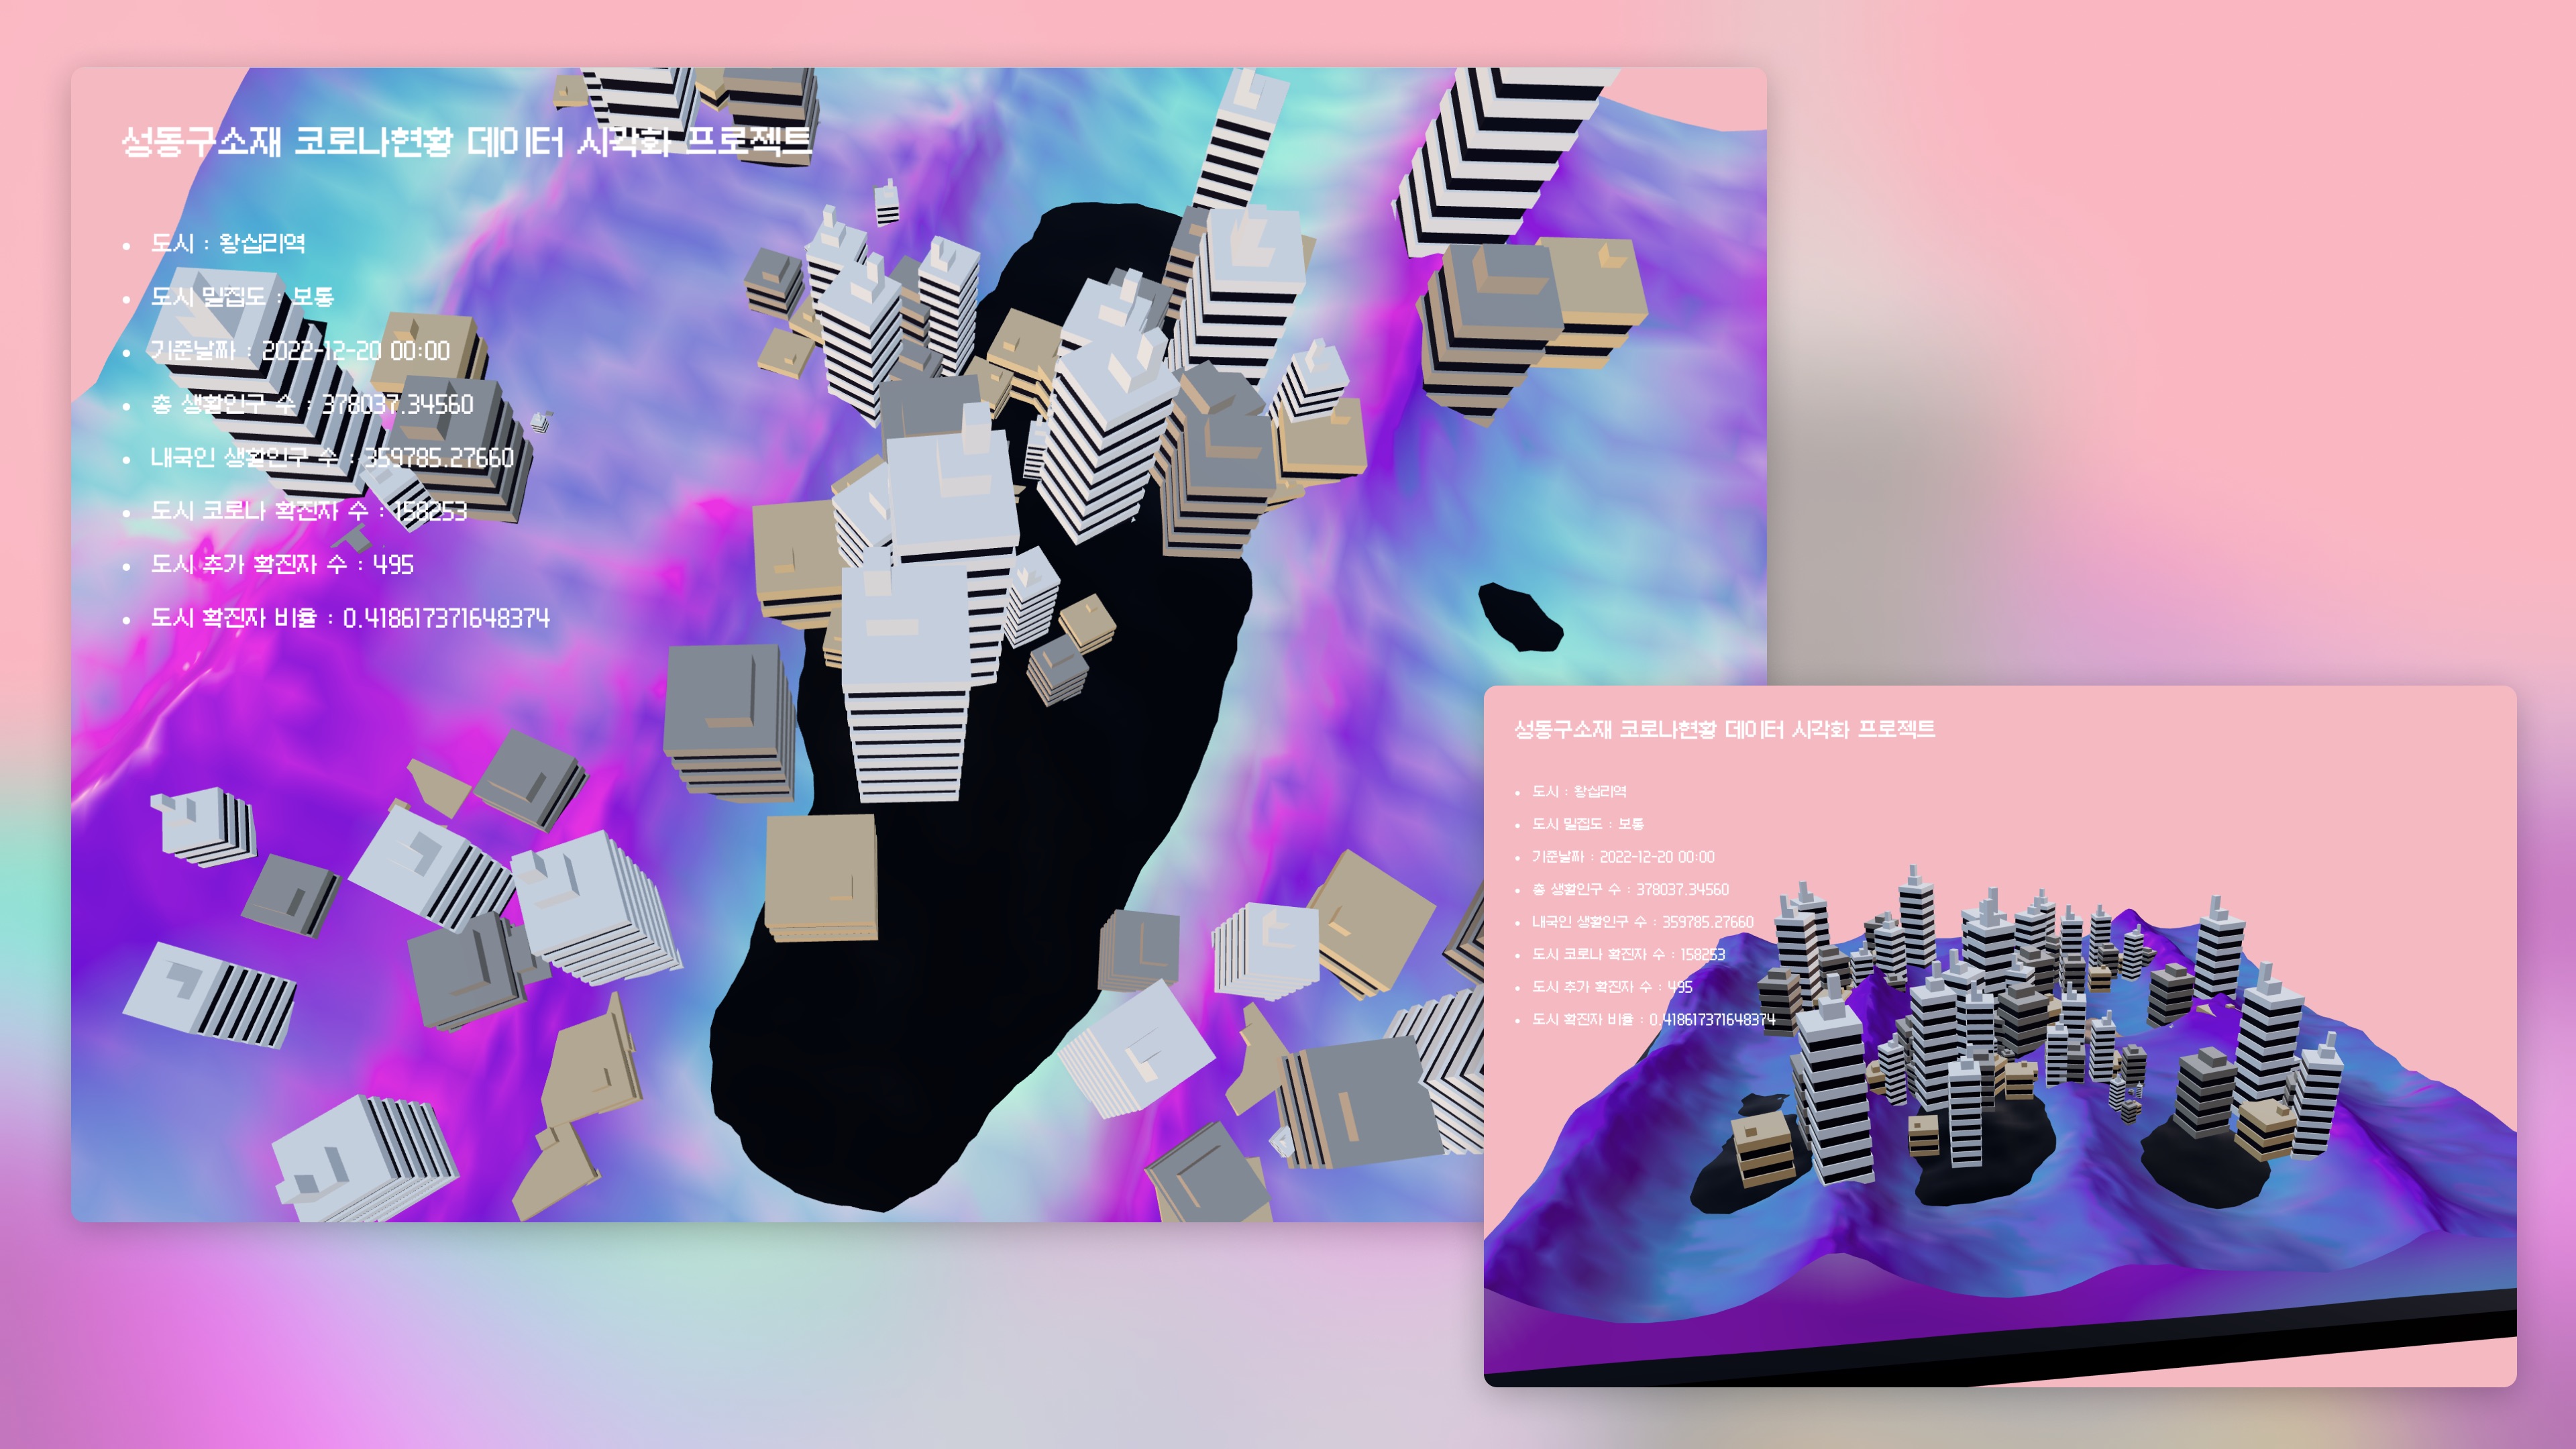 성동구소재 코로나현황 데이터 시각화 프로젝트
• 도시 : 왕십리역
• 도시 밀집도 : 보통
• 기준날짜 : 2022-12-20 00:00
• 총 생활인구 수 : 378037.34560
• 내국인 생활인구 수 : 359785.27660
• 도시 코로나 확진자 수 : 158253
• 도시 추가 확진자 수 : 495
• 도시 확진자 비율 : 0.418617371648374
성동구소재 코로나현황 데이터 시각화 프로젝트
• 도시 : 왕십리역
• 도시 밀집도 : 보통
• 기준날짜 : 2022-12-20 00:00
• 총 생활인구 수 : 378037.34560
• 내국인 생활인구 수 : 359785.27660
• 도시 코로나 확진자 수 : 158253
• 도시 추가 확진자 수 : 495
• 도시 확진자 비율 : 0.418617371648374